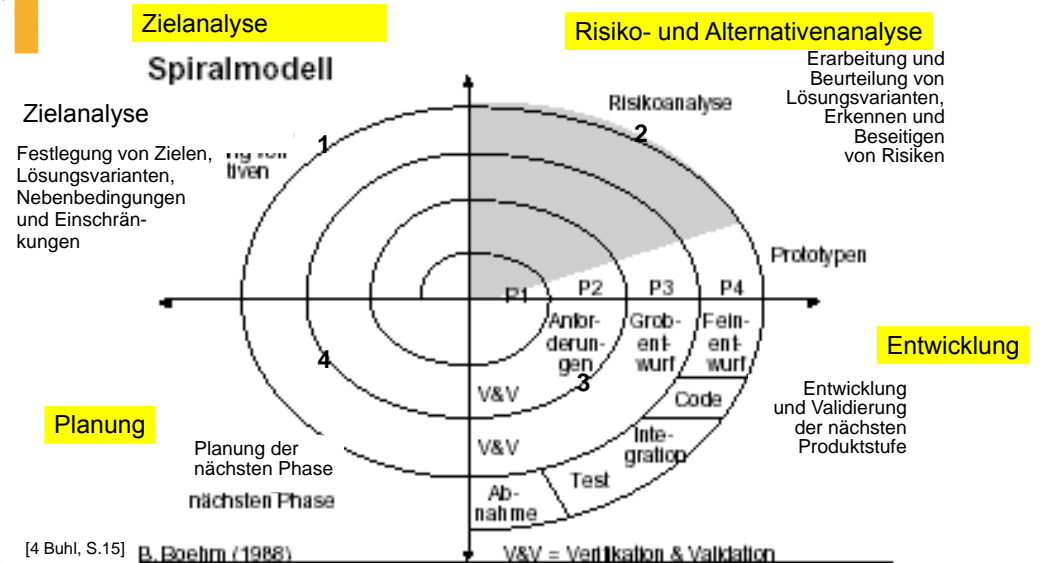 Zielanalyse
Risiko- und Alternativenanalyse
Spiralmodell
Erarbeitung und
Beurteilung von
Lösungsvarianten,
Erkennen und
Beseitigen
von Risiken
Risikoanalyse
Zielanalyse
1
2
Festlegung von Zielen,
Lösungsvarianten,
Nebenbedingungen
und Einschrän-
kungen
tiven
Prototypen
P1
P2
P3
P4
Anfor-
derun-
gen
Grob-
ent-
wurf
Fein-
ent-
wurf
Entwicklung
4
3
V&V
Code
Entwicklung
und Validierung
der nächsten
Produktstufe
Planung
Planung der
nächsten Phase
V&V
Inte-
gration
Test
nächsten Phase
Ab-
nahme
[4 Buhl, S.15]
B. Boehm (1988)
V&V = Verifikation & Validation